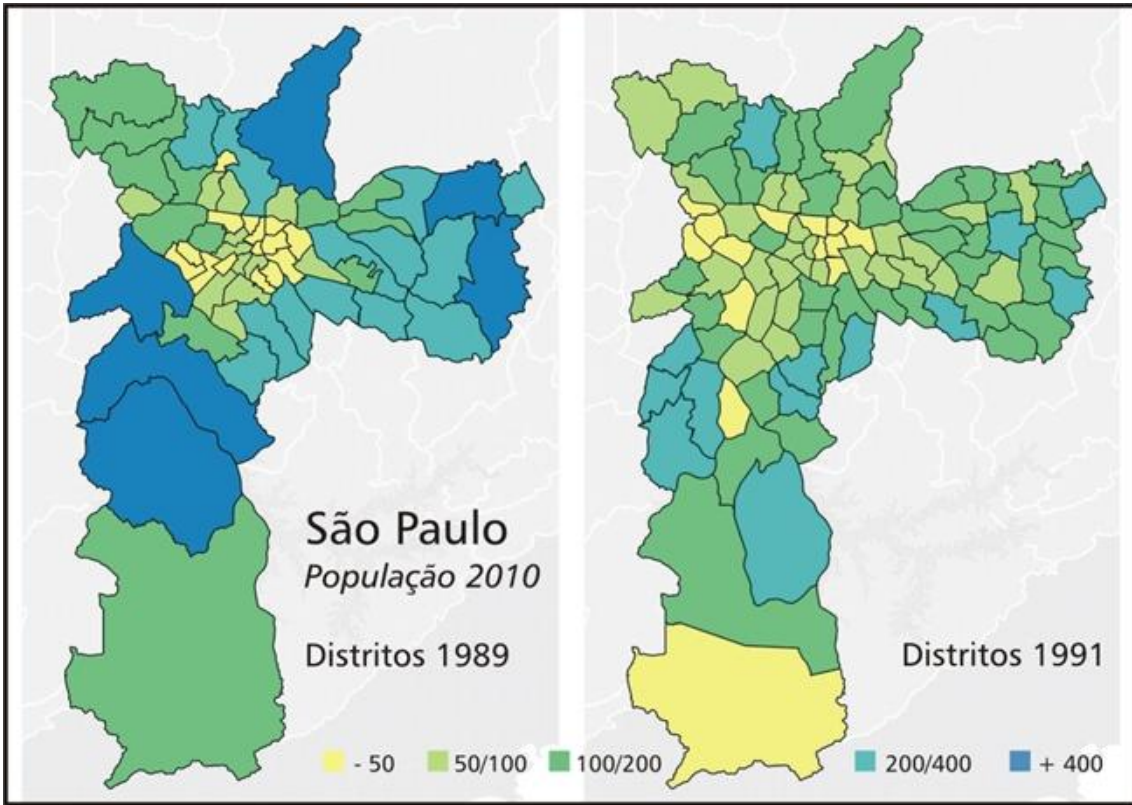 São Paulo
População 2010
Distritos 1989
Distritos 1991
- 50
50/100
100/200
200/400
+ 400